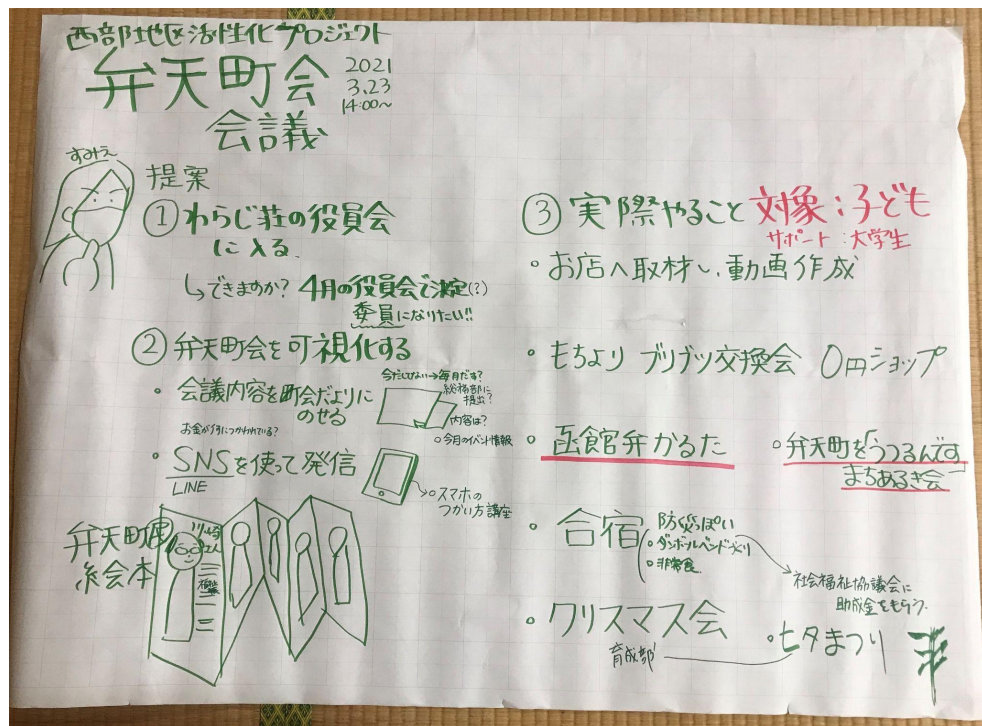 西部地区活性化プロジェクト
弁天町会
会議
2021
3.23
14:00～
すみえ
提案
① わらじ荘の役員会
に入る
↳できますか? 4月の役員会で決定(?)
委員になりたい!!
② 弁天町会を可視化する
・会議内容を町会だよりに
のせる
今だしてない→毎月だす?
総務部に
提出?
内容は?
○今月のイベント情報
お金が何につかわれている?
・SNSを使って発信
LINE
→○スマホの
つかい方講座
弁天町民
絵本
③ 実際やること 対象:子ども
サポート:大学生
・お店へ取材し、動画作成
・もちより ブツブツ交換会 0円ショップ
・函館弁かるた
・弁天町を「うつるんです」
まちあるき会
・合宿
防災ぽい
・ダンボールベッドづくり
・非常食
社会福祉協議会に
助成金をもらう
・クリスマス会
育成部
・七夕まつり